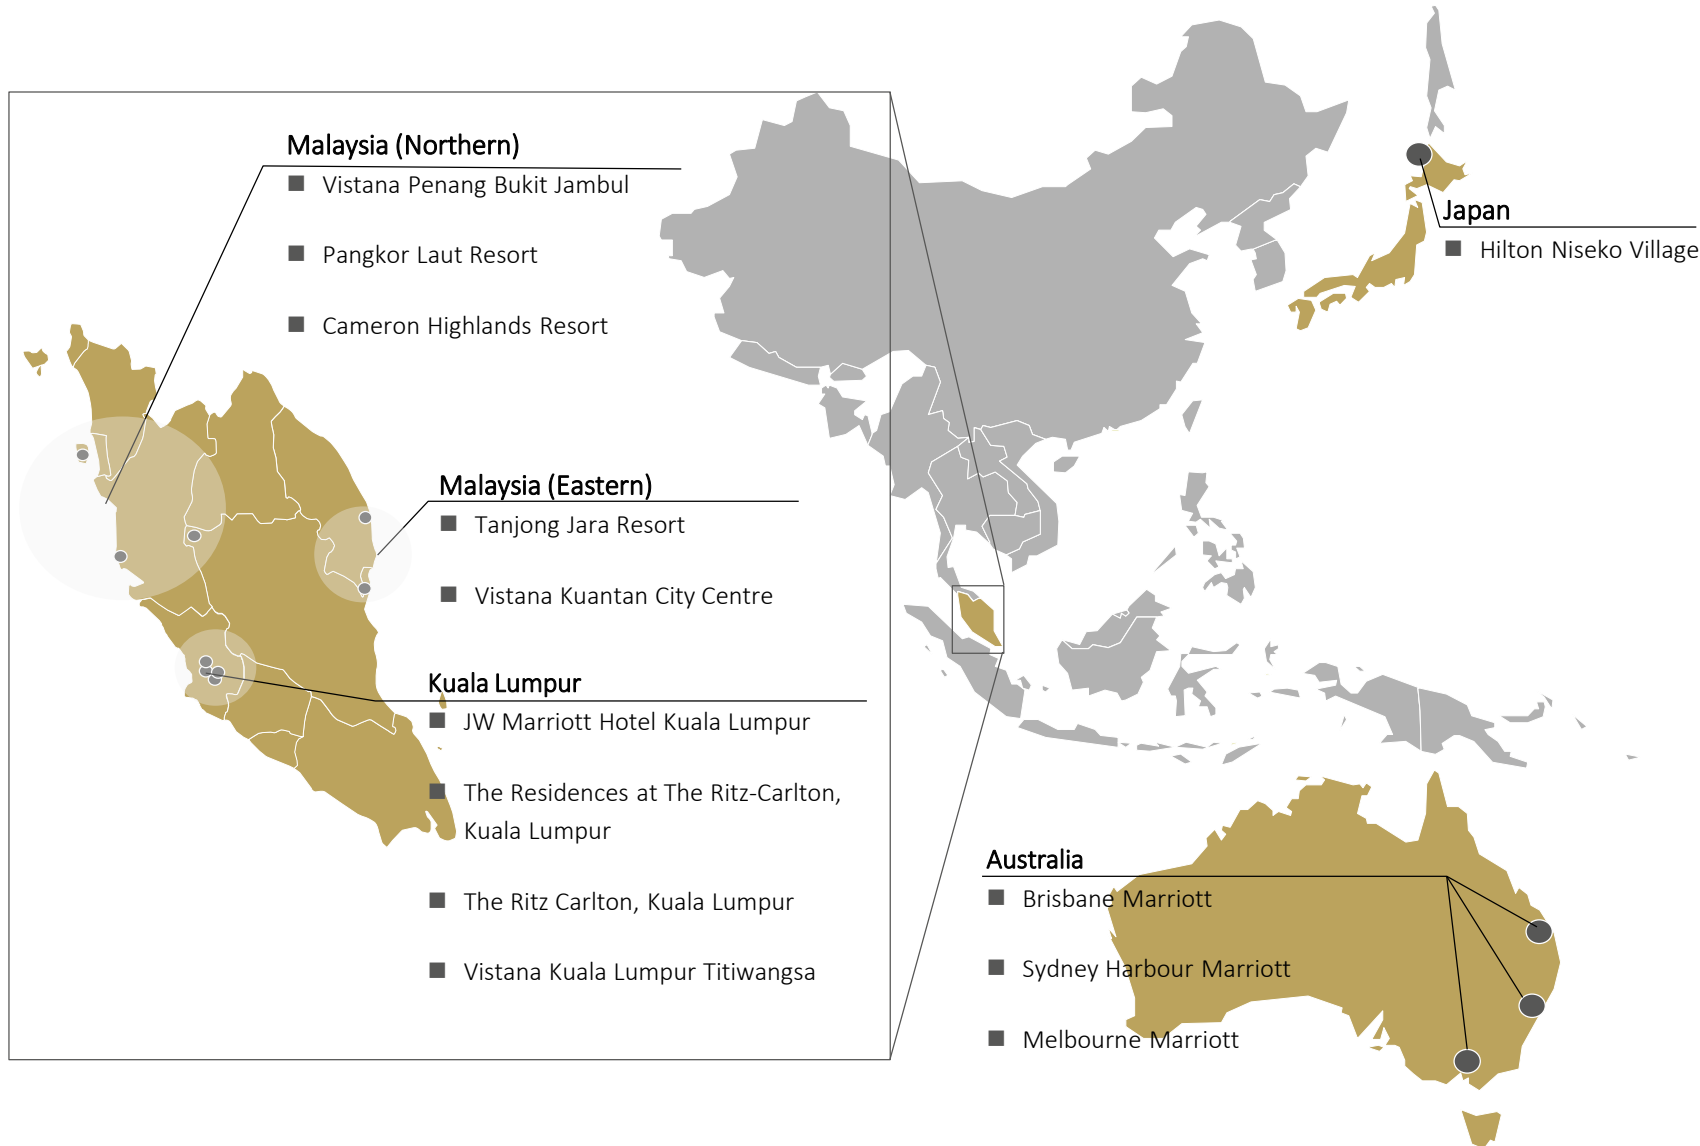 Malaysia (Northern)
Vistana Penang Bukit Jambul
Pangkor Laut Resort
Cameron Highlands Resort
Malaysia (Eastern)
Tanjong Jara Resort
Vistana Kuantan City Centre
Kuala Lumpur
JW Marriott Hotel Kuala Lumpur
The Residences at The Ritz-Carlton,
Kuala Lumpur
The Ritz Carlton, Kuala Lumpur
Vistana Kuala Lumpur Titiwangsa
Japan
Hilton Niseko Village
Australia
Brisbane Marriott
Sydney Harbour Marriott
Melbourne Marriott